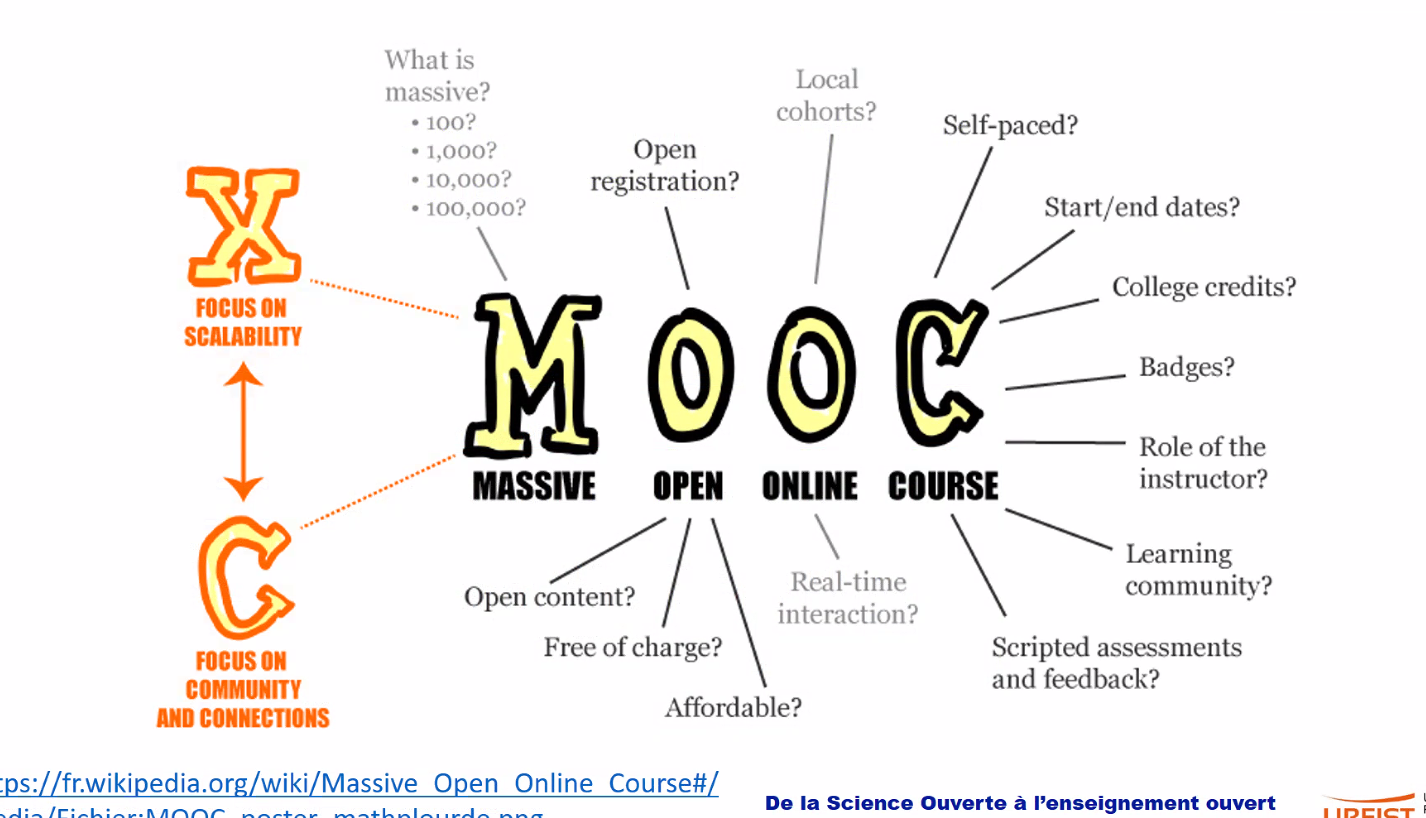 What is
massive?
• 100?
• 1,000?
• 10,000?
• 100,000?
Open
registration?
Local
cohorts?
Self-paced?
Start/end dates?
College credits?
Badges?
Role of the
instructor?
Learning
community?
Scripted assessments
and feedback?
X
FOCUS ON
SCALABILITY
MOOC
MASSIVE OPEN ONLINE COURSE
C
FOCUS ON
COMMUNITY
AND CONNECTIONS
Open content?
Free of charge?
Affordable?
Real-time
interaction?
tps://fr.wikipedia.org/wiki/Massive_Open_Online_Course#/
edia/Fichier:MOOC_poster_mathplourde.png
De la Science Ouverte à l'enseignement ouvert
URFIST